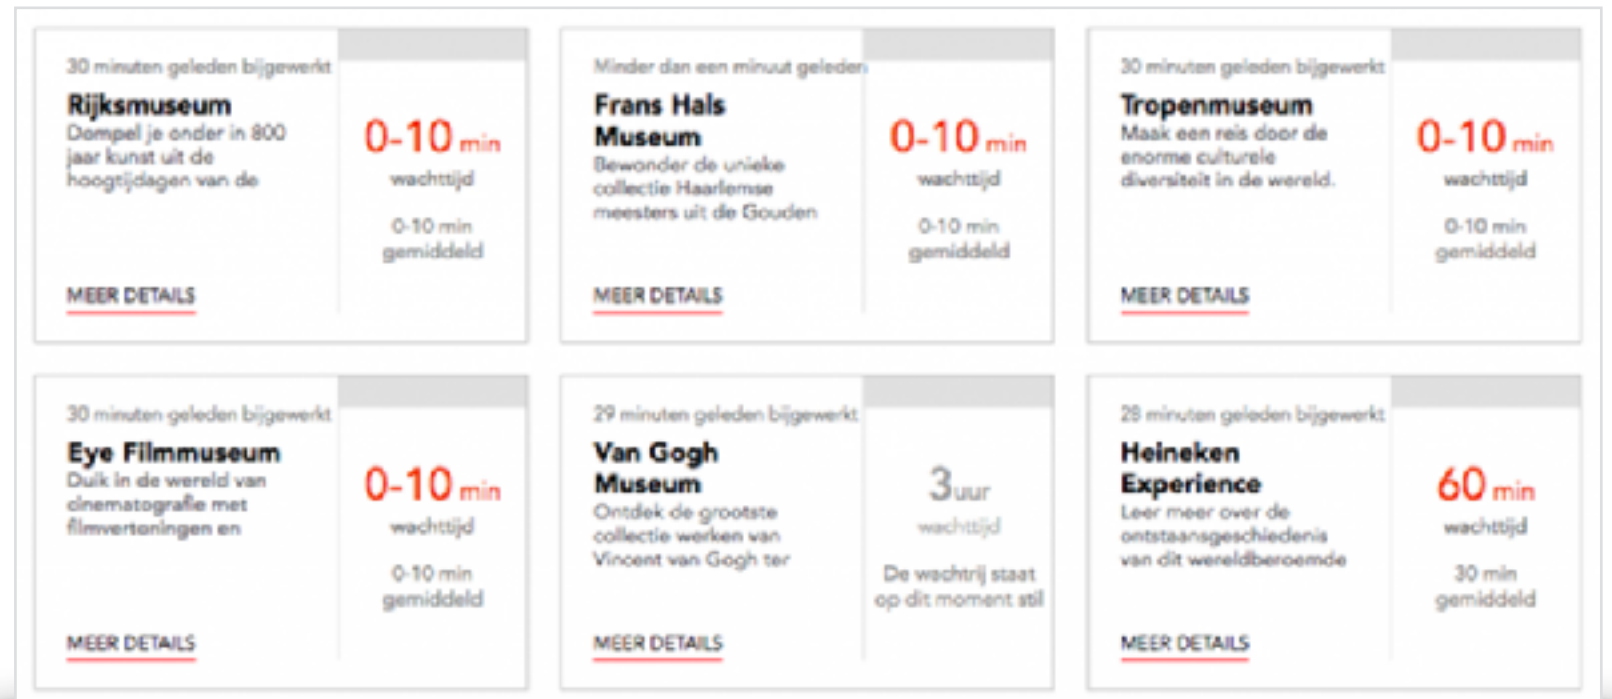 30 minuten geleden bijgewerkt
Rijksmuseum
Dompel je onder in 800
jaar kunst uit de
hoogtijdagen van de
MEER DETAILS
0-10 min
wachttijd
0-10 min
gemiddeld
Minder dan een minuut geleden
Frans Hals
Museum
Bewonder de unieke
collectie Haarlemse
meesters uit de Gouden
MEER DETAILS
0-10 min
wachttijd
0-10 min
gemiddeld
30 minuten geleden bijgewerkt
Tropenmuseum
Maak een reis door de
enorme culturele
diversiteit in de wereld.
MEER DETAILS
0-10 min
wachttijd
0-10 min
gemiddeld
30 minuten geleden bijgewerkt
Eye Filmmuseum
Duik in de wereld van
cinematografie met
filmvertoningen en
MEER DETAILS
0-10 min
wachttijd
0-10 min
gemiddeld
29 minuten geleden bijgewerkt
Van Gogh
Museum
Ontdek de grootste
collectie werken van
Vincent van Gogh ter
MEER DETAILS
3 uur
wachttijd
De wachtrij staat
op dit moment stil
28 minuten geleden bijgewerkt
Heineken
Experience
Leer meer over de
ontstaansgeschiedenis
van dit wereldberoemde
MEER DETAILS
60 min
wachttijd
30 min
gemiddeld